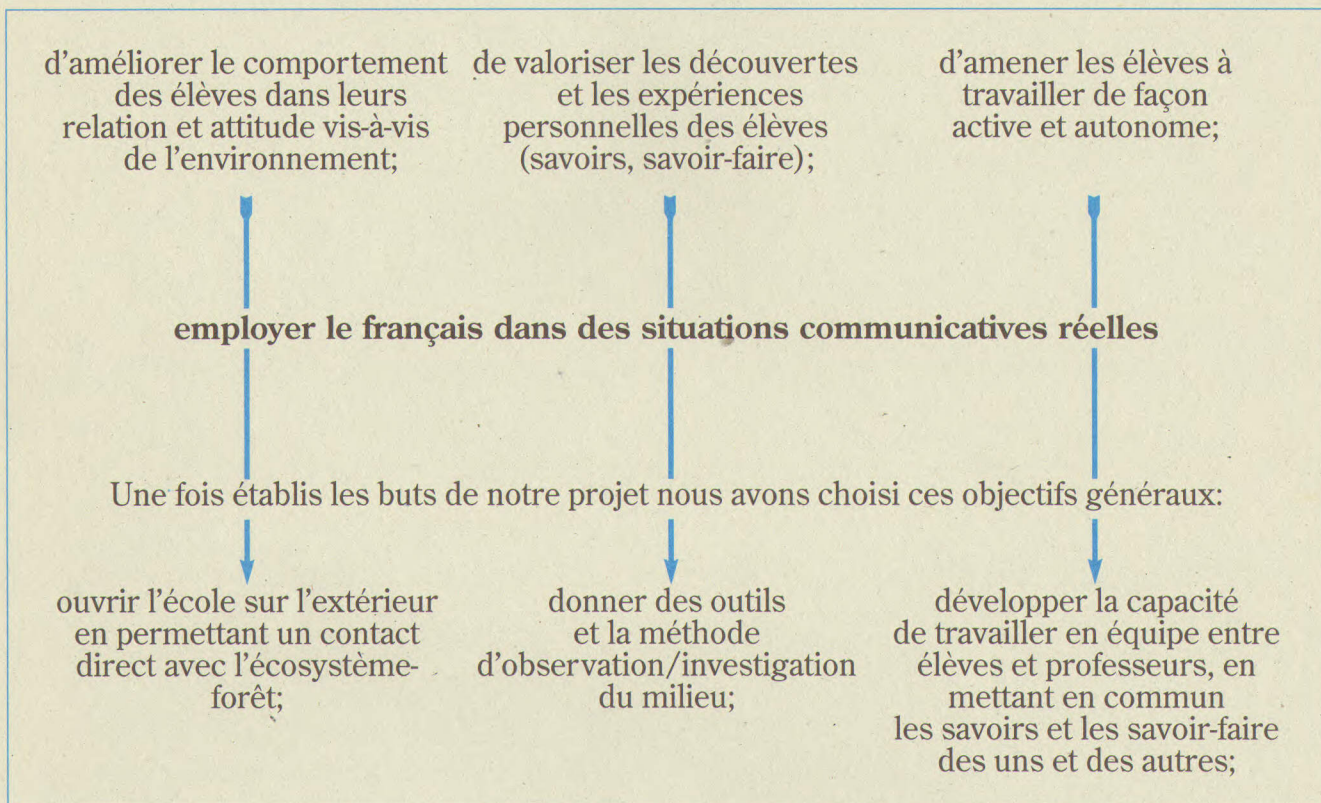 d'améliorer le comportement
des élèves dans leurs
relation et attitude vis-à-vis
de l'environnement;
de valoriser les découvertes
et les expériences
personnelles des élèves
(savoirs, savoir-faire);
d'amener les élèves à
travailler de façon
active et autonome;
employer le français dans des situations communicatives réelles
Une fois établis les buts de notre projet nous avons choisi ces objectifs généraux:
ouvrir l'école sur l'extérieur
en permettant un contact
direct avec l'écosystème-
forêt;
donner des outils
et la méthode
d'observation/investigation
du milieu;
développer la capacité
de travailler en équipe entre
élèves et professeurs, en
mettant en commun
les savoirs et les savoir-faire
des uns et des autres;